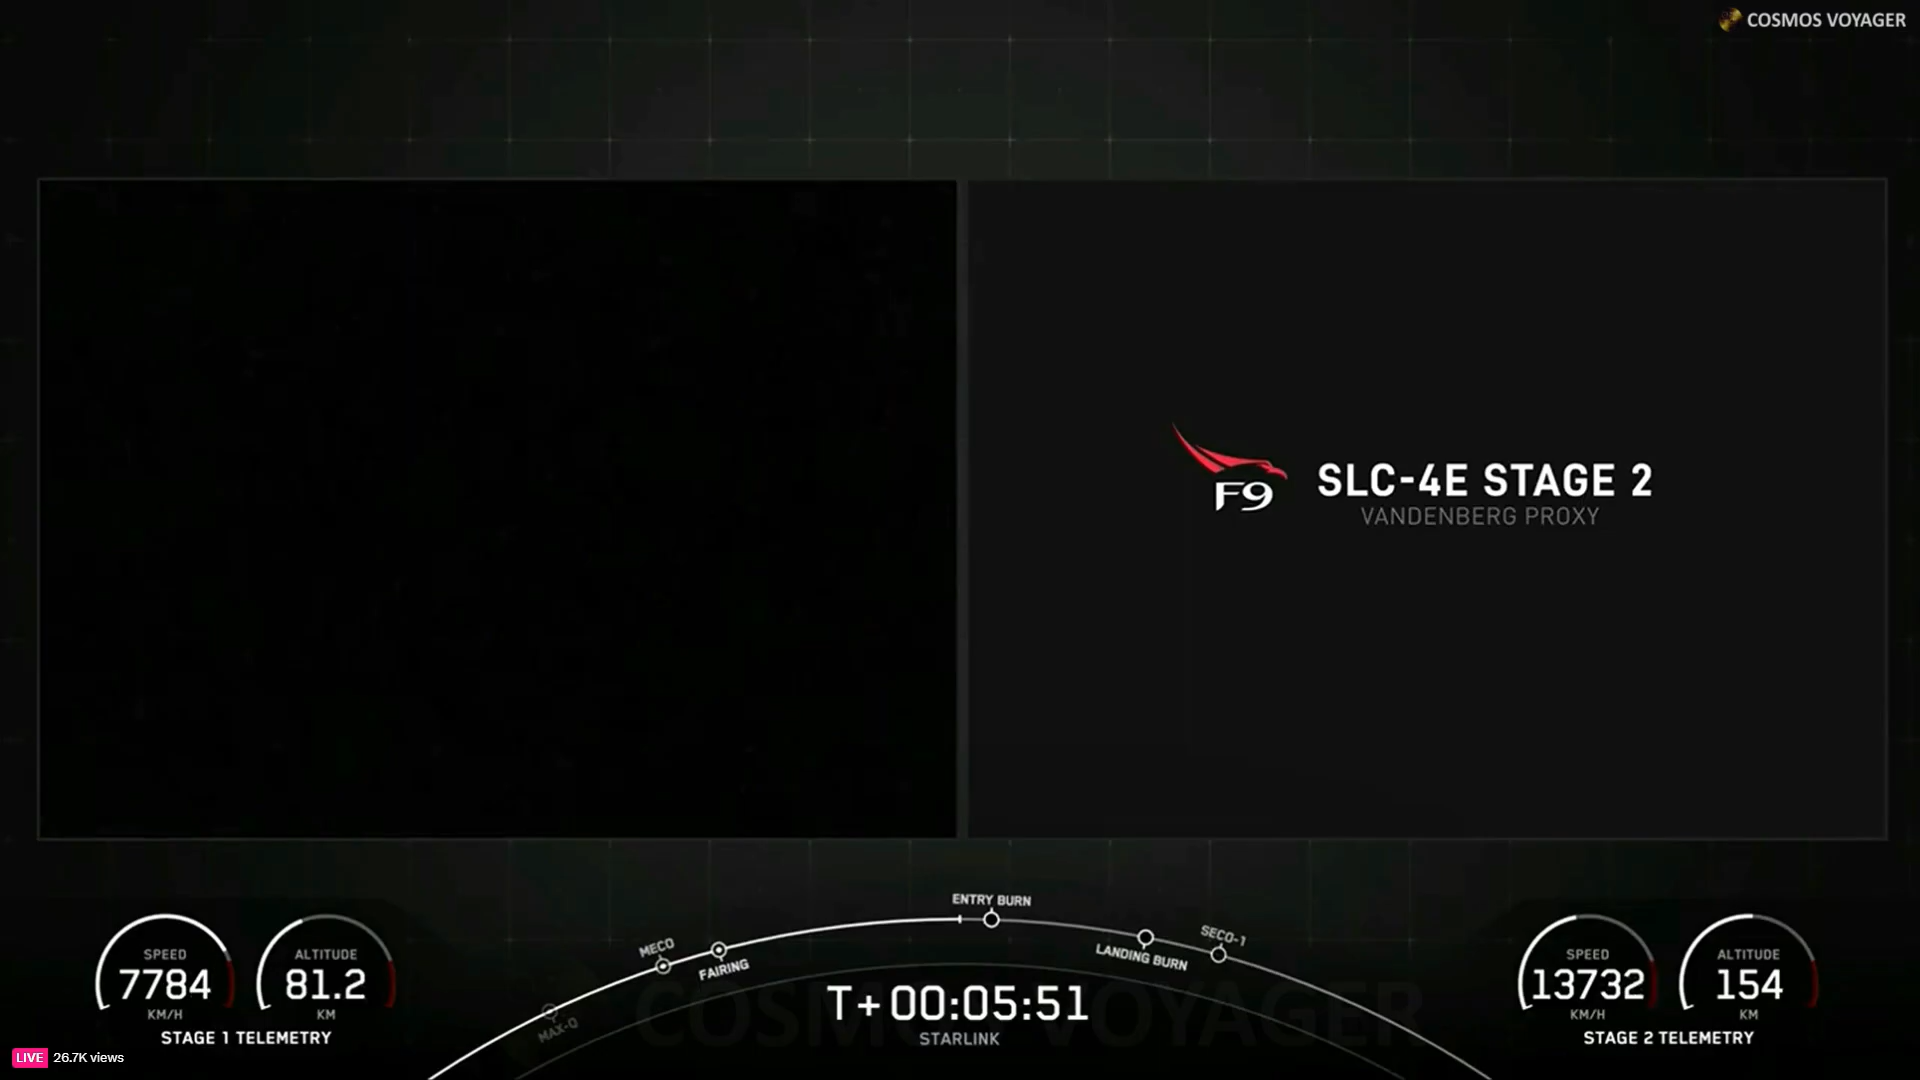 COSMOS VOYAGER
F9
SLC-4E STAGE 2
VANDENBERG PROXY
ENTRY BURN
MECO
FAIRING
MAX-Q
LANDING BURN
SECO-1
SPEED
7784
KM/H
ALTITUDE
81.2
KM
STAGE 1 TELEMETRY
T+00:05:51
STARLINK
COSMOS VOYAGER
SPEED
13732
KM/H
ALTITUDE
154
KM
STAGE 2 TELEMETRY
LIVE 26.7K views